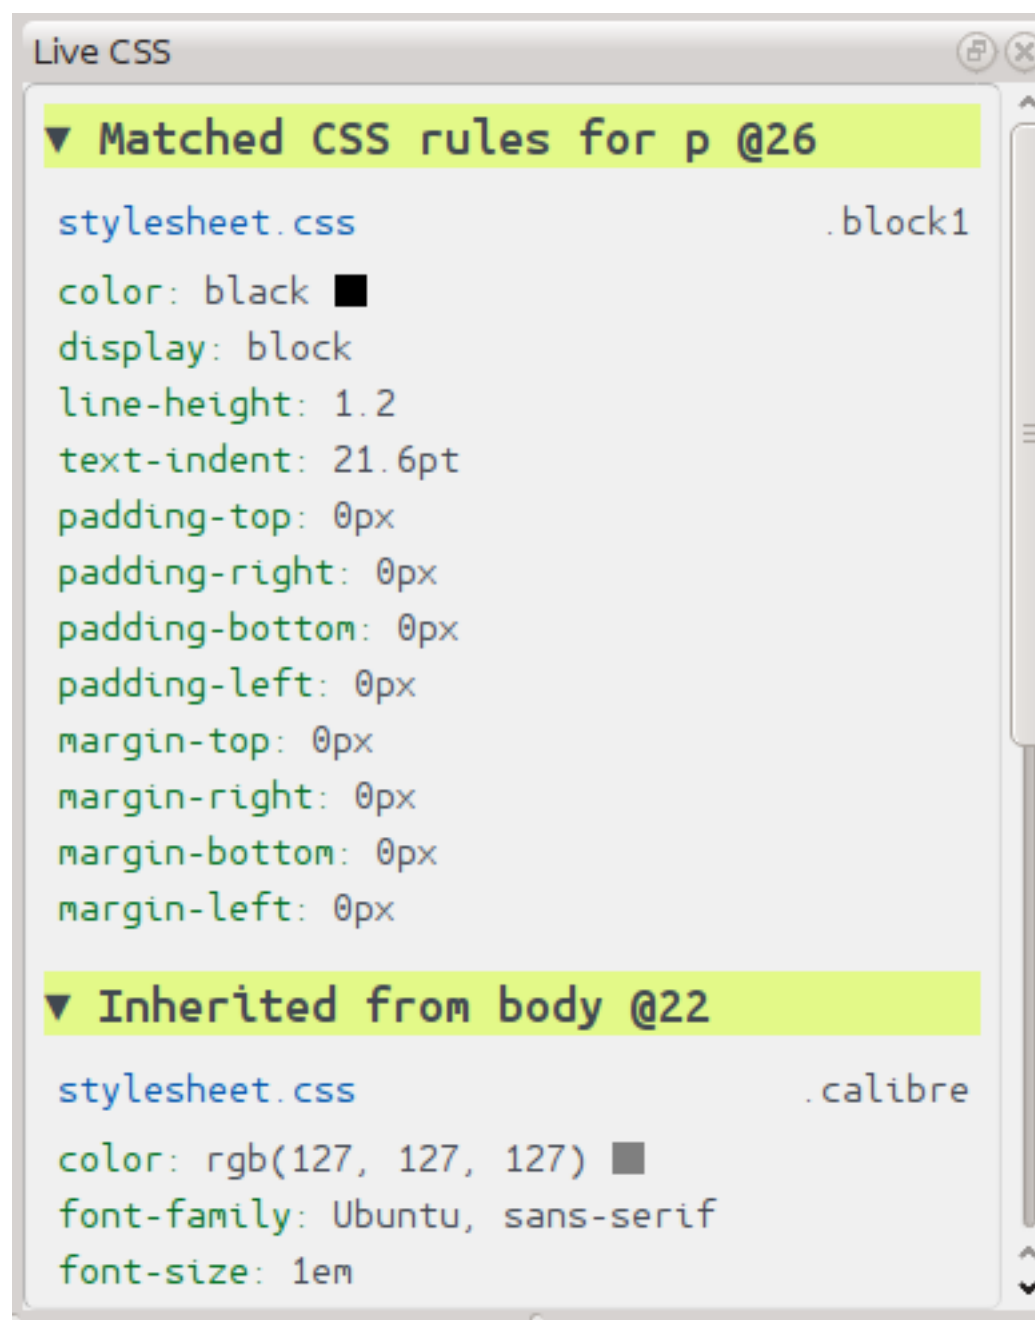 Live CSS
▼ Matched CSS rules for p @26
stylesheet.css .block1
color: black
display: block
line-height: 1.2
text-indent: 21.6pt
padding-top: 0px
padding-right: 0px
padding-bottom: 0px
padding-left: 0px
margin-top: 0px
margin-right: 0px
margin-bottom: 0px
margin-left: 0px
▼ Inherited from body @22
stylesheet.css .calibre
color: rgb(127, 127, 127)
font-family: Ubuntu, sans-serif
font-size: 1em